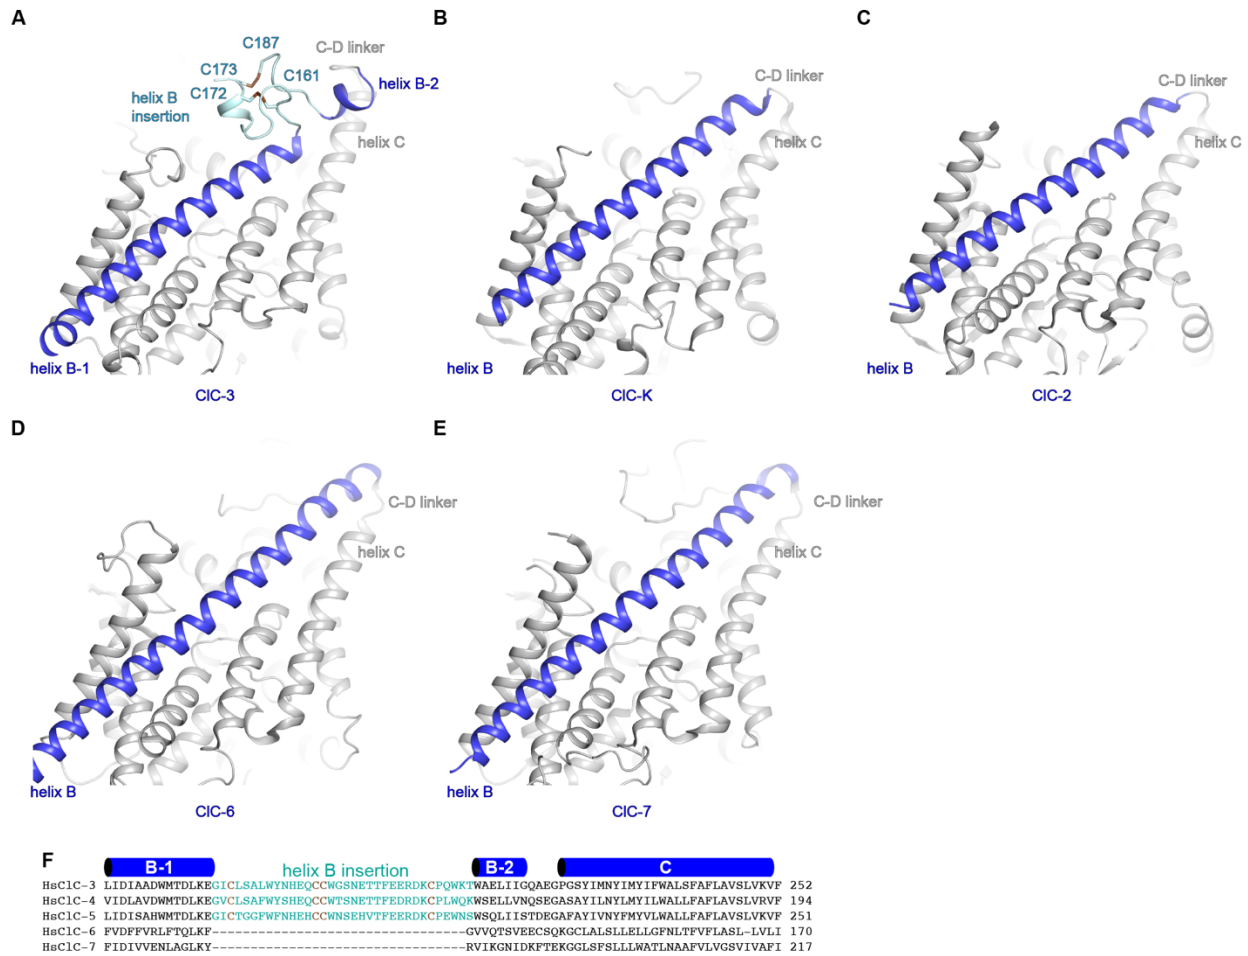 A
B
C
C187
C-D linker
C173
C161
helix B-2
C172
helix B
insertion
helix C
helix B-1
ClC-3
C-D linker
helix C
helix B
ClC-K
C-D linker
helix C
helix B
ClC-2
D
E
C-D linker
helix C
helix B
ClC-6
C-D linker
helix C
helix B
ClC-7
F
B-1 helix B insertion B-2 C
HsClC-3 LIDIAADWMTDLKEGICLSALWYNHEQCCWGSNETTFEERDKCPQWKTWAELIIGQAEGPGSYIMNYIMYIFWALSFAFLAVSLVKVF 252
HsClC-4 VIDLAVDWMTDLKEGVCLSAFWYSHEQCCWTSNETTFEDRDKCPLWQKWSELLVNQSEGASAYILNYLMYILWALLFAFLAVSLVRVF 194
HsClC-5 LIDISAHWMTDLKEGICTGGFWFNHEHCCWNSEHVTFEERDKCPEWNSWSQLIISTDEGAFAYIVNYFMYVLWALLFAFLAVSLVKVF 251
HsClC-6 FVDFFVRLFTQLKF----------------------------------GVVQTSVEECSQKGCLALSLLELLGFNLTFVFLASL-LVLI 170
HsClC-7 FIDIVVENLAGLKY----------------------------------RVIKGNIDKFTEKGGLSFSLLLWATLNAAFVLVGSVIVAFI 217